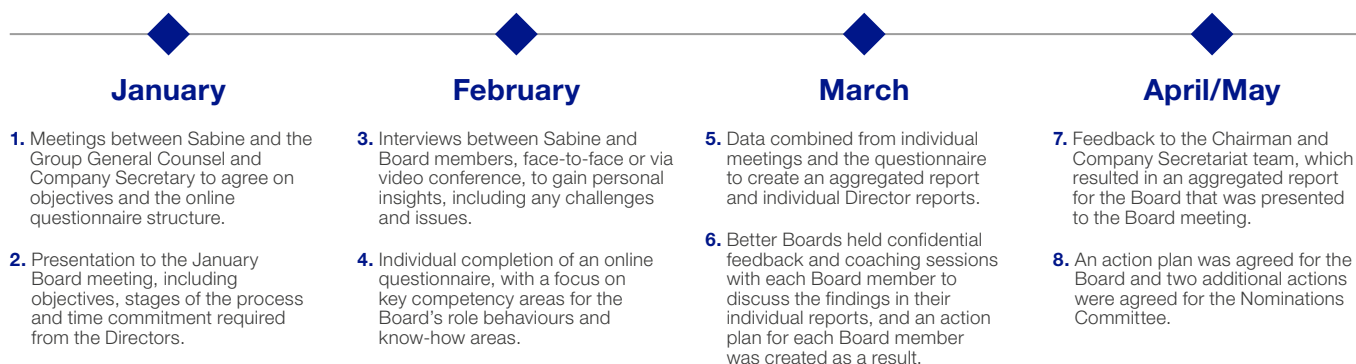 January
1. Meetings between Sabine and the
Group General Counsel and
Company Secretary to agree on
objectives and the online
questionnaire structure.
2. Presentation to the January
Board meeting, including
objectives, stages of the process
and time commitment required
from the Directors.
February
3. Interviews between Sabine and
Board members, face-to-face or via
video conference, to gain personal
insights, including any challenges
and issues.
4. Individual completion of an online
questionnaire, with a focus on
key competency areas for the
Board's role behaviours and
know-how areas.
March
5. Data combined from individual
meetings and the questionnaire
to create an aggregated report
and individual Director reports.
6. Better Boards held confidential
feedback and coaching sessions
with each Board member to
discuss the findings in their
individual reports, and an action
plan for each Board member
was created as a result.
April/May
7. Feedback to the Chairman and
Company Secretariat team, which
resulted in an aggregated report
for the Board that was presented
to the Board meeting.
8. An action plan was agreed for the
Board and two additional actions
were agreed for the Nominations
Committee.